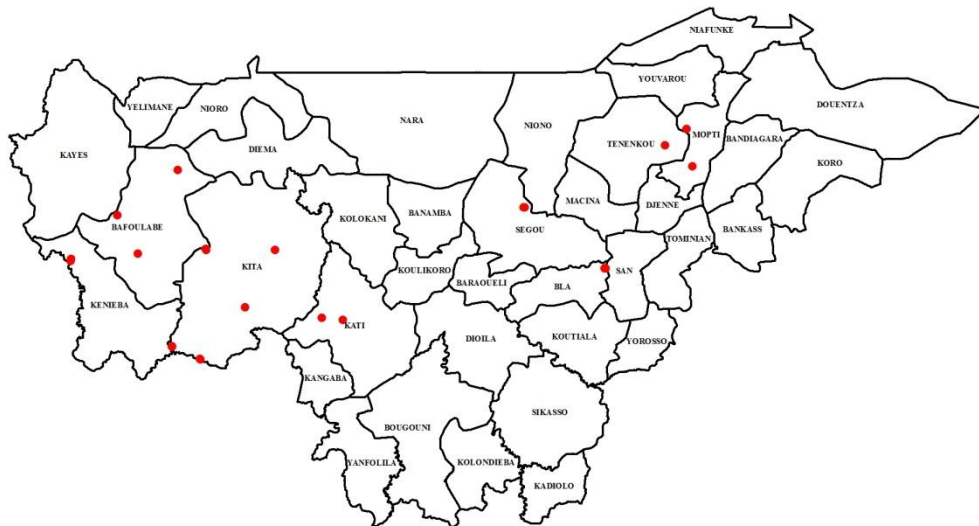 NIAFUNKE
YOUVAROU
YELIMANE
NIORO
DOUENTZA
NARA
NIONO
MOPTI
BANDIAGARA
TENENKOU
DIEMA
KAYES
KORO
MACINA
DJENNE
KOLOKANI
BANAMBA
BAFOULABE
SEGOU
TOMINIAN
BANKASS
KITA
KOULIKORO
SAN
BARAOUELI
BLA
KENIEBA
KATI
DIOILA
KOUTIALA
YOROSSO
KANGABA
SIKASSO
BOUGOUNI
YANFOLILA
KOLONDIEBA
KADIOLO